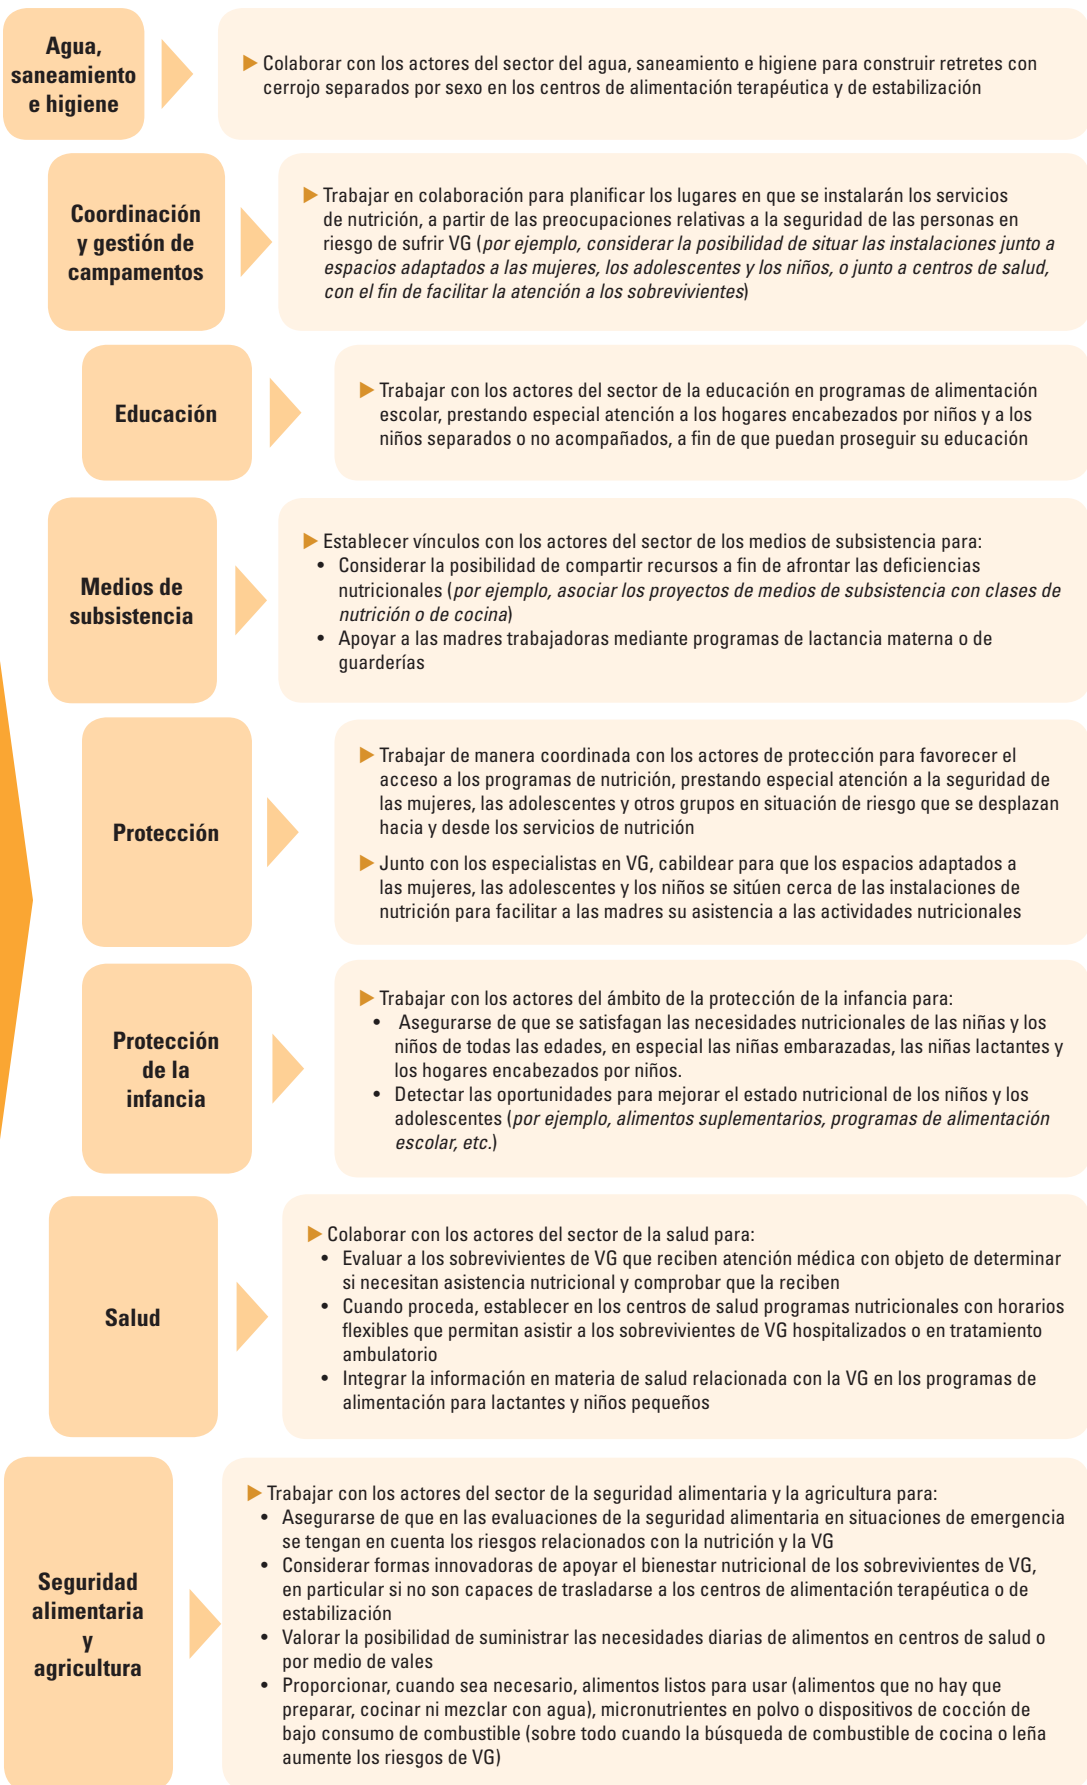 Agua,
saneamiento
e higiene
▶ Colaborar con los actores del sector del agua, saneamiento e higiene para construir retretes con
cerrojo separados por sexo en los centros de alimentación terapéutica y de estabilización
Coordinación
y gestión de
campamentos
▶ Trabajar en colaboración para planificar los lugares en que se instalarán los servicios
de nutrición, a partir de las preocupaciones relativas a la seguridad de las personas en
riesgo de sufrir VG (por ejemplo, considerar la posibilidad de situar las instalaciones junto a
espacios adaptados a las mujeres, los adolescentes y los niños, o junto a centros de salud,
con el fin de facilitar la atención a los sobrevivientes)
Educación
▶ Trabajar con los actores del sector de la educación en programas de alimentación
escolar, prestando especial atención a los hogares encabezados por niños y a los
niños separados o no acompañados, a fin de que puedan proseguir su educación
Medios de
subsistencia
▶ Establecer vínculos con los actores del sector de los medios de subsistencia para:
• Considerar la posibilidad de compartir recursos a fin de afrontar las deficiencias
nutricionales (por ejemplo, asociar los proyectos de medios de subsistencia con clases de
nutrición o de cocina)
• Apoyar a las madres trabajadoras mediante programas de lactancia materna o de
guarderías
Protección
▶ Trabajar de manera coordinada con los actores de protección para favorecer el
acceso a los programas de nutrición, prestando especial atención a la seguridad de
las mujeres, las adolescentes y otros grupos en situación de riesgo que se desplazan
hacia y desde los servicios de nutrición
▶ Junto con los especialistas en VG, cabildear para que los espacios adaptados a
las mujeres, las adolescentes y los niños se sitúen cerca de las instalaciones de
nutrición para facilitar a las madres su asistencia a las actividades nutricionales
Protección
de la
infancia
▶ Trabajar con los actores del ámbito de la protección de la infancia para:
• Asegurarse de que se satisfagan las necesidades nutricionales de las niñas y los
niños de todas las edades, en especial las niñas embarazadas, las niñas lactantes y
los hogares encabezados por niños.
• Detectar las oportunidades para mejorar el estado nutricional de los niños y los
adolescentes (por ejemplo, alimentos suplementarios, programas de alimentación
escolar, etc.)
Salud
▶ Colaborar con los actores del sector de la salud para:
• Evaluar a los sobrevivientes de VG que reciben atención médica con objeto de determinar
si necesitan asistencia nutricional y comprobar que la reciben
• Cuando proceda, establecer en los centros de salud programas nutricionales con horarios
flexibles que permitan asistir a los sobrevivientes de VG hospitalizados o en tratamiento
ambulatorio
• Integrar la información en materia de salud relacionada con la VG en los programas de
alimentación para lactantes y niños pequeños
Seguridad
alimentaria
y
agricultura
▶ Trabajar con los actores del sector de la seguridad alimentaria y la agricultura para:
• Asegurarse de que en las evaluaciones de la seguridad alimentaria en situaciones de emergencia
se tengan en cuenta los riesgos relacionados con la nutrición y la VG
• Considerar formas innovadoras de apoyar el bienestar nutricional de los sobrevivientes de VG,
en particular si no son capaces de trasladarse a los centros de alimentación terapéutica o de
estabilización
• Valorar la posibilidad de suministrar las necesidades diarias de alimentos en centros de salud o
por medio de vales
• Proporcionar, cuando sea necesario, alimentos listos para usar (alimentos que no hay que
preparar, cocinar ni mezclar con agua), micronutrientes en polvo o dispositivos de cocción de
bajo consumo de combustible (sobre todo cuando la búsqueda de combustible de cocina o leña
aumente los riesgos de VG)